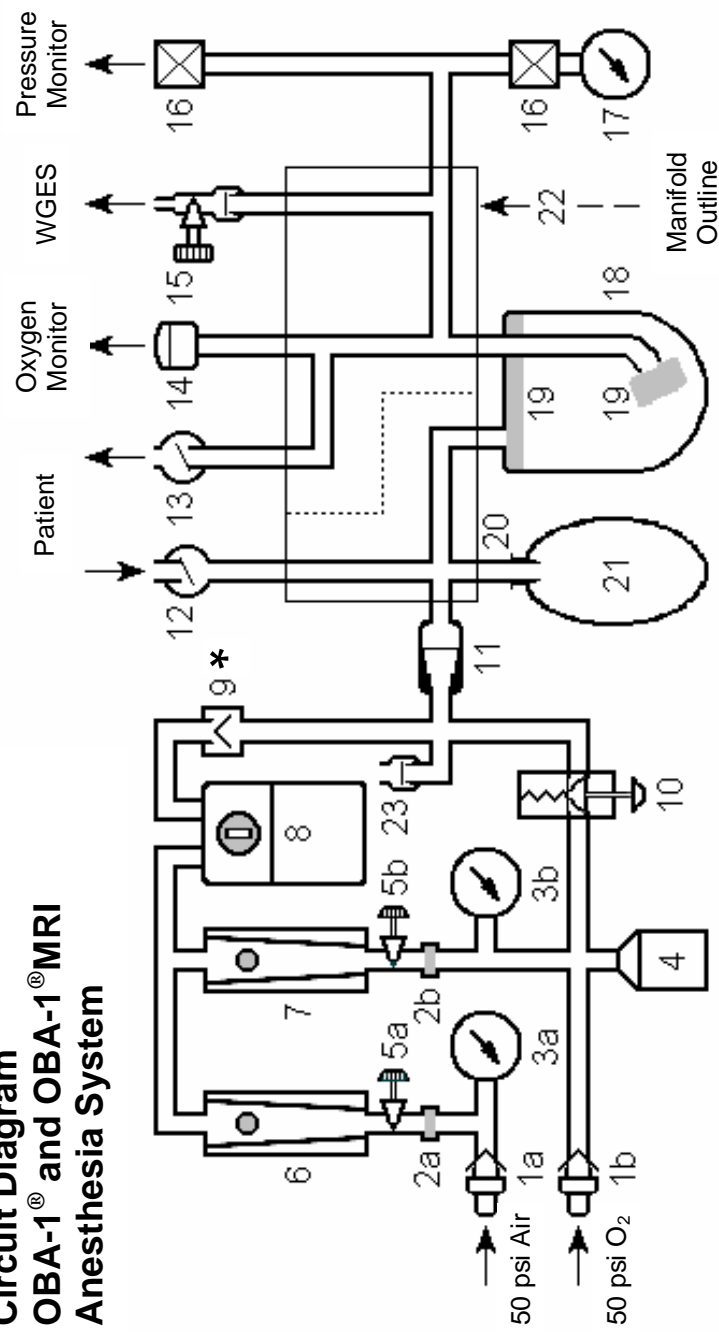 Circuit Diagram
OBA-1® and OBA-1®MRI
Anesthesia System
Patient
Oxygen
Monitor
WGES
Pressure
Monitor
12
13
14
15
16
9*
8
7
6
23
11
20
21
19
19
18
22
16
17
Manifold
Outline
5a
5b
2a
2b
3a
3b
10
4
1a
1b
50 psi Air
50 psi O₂